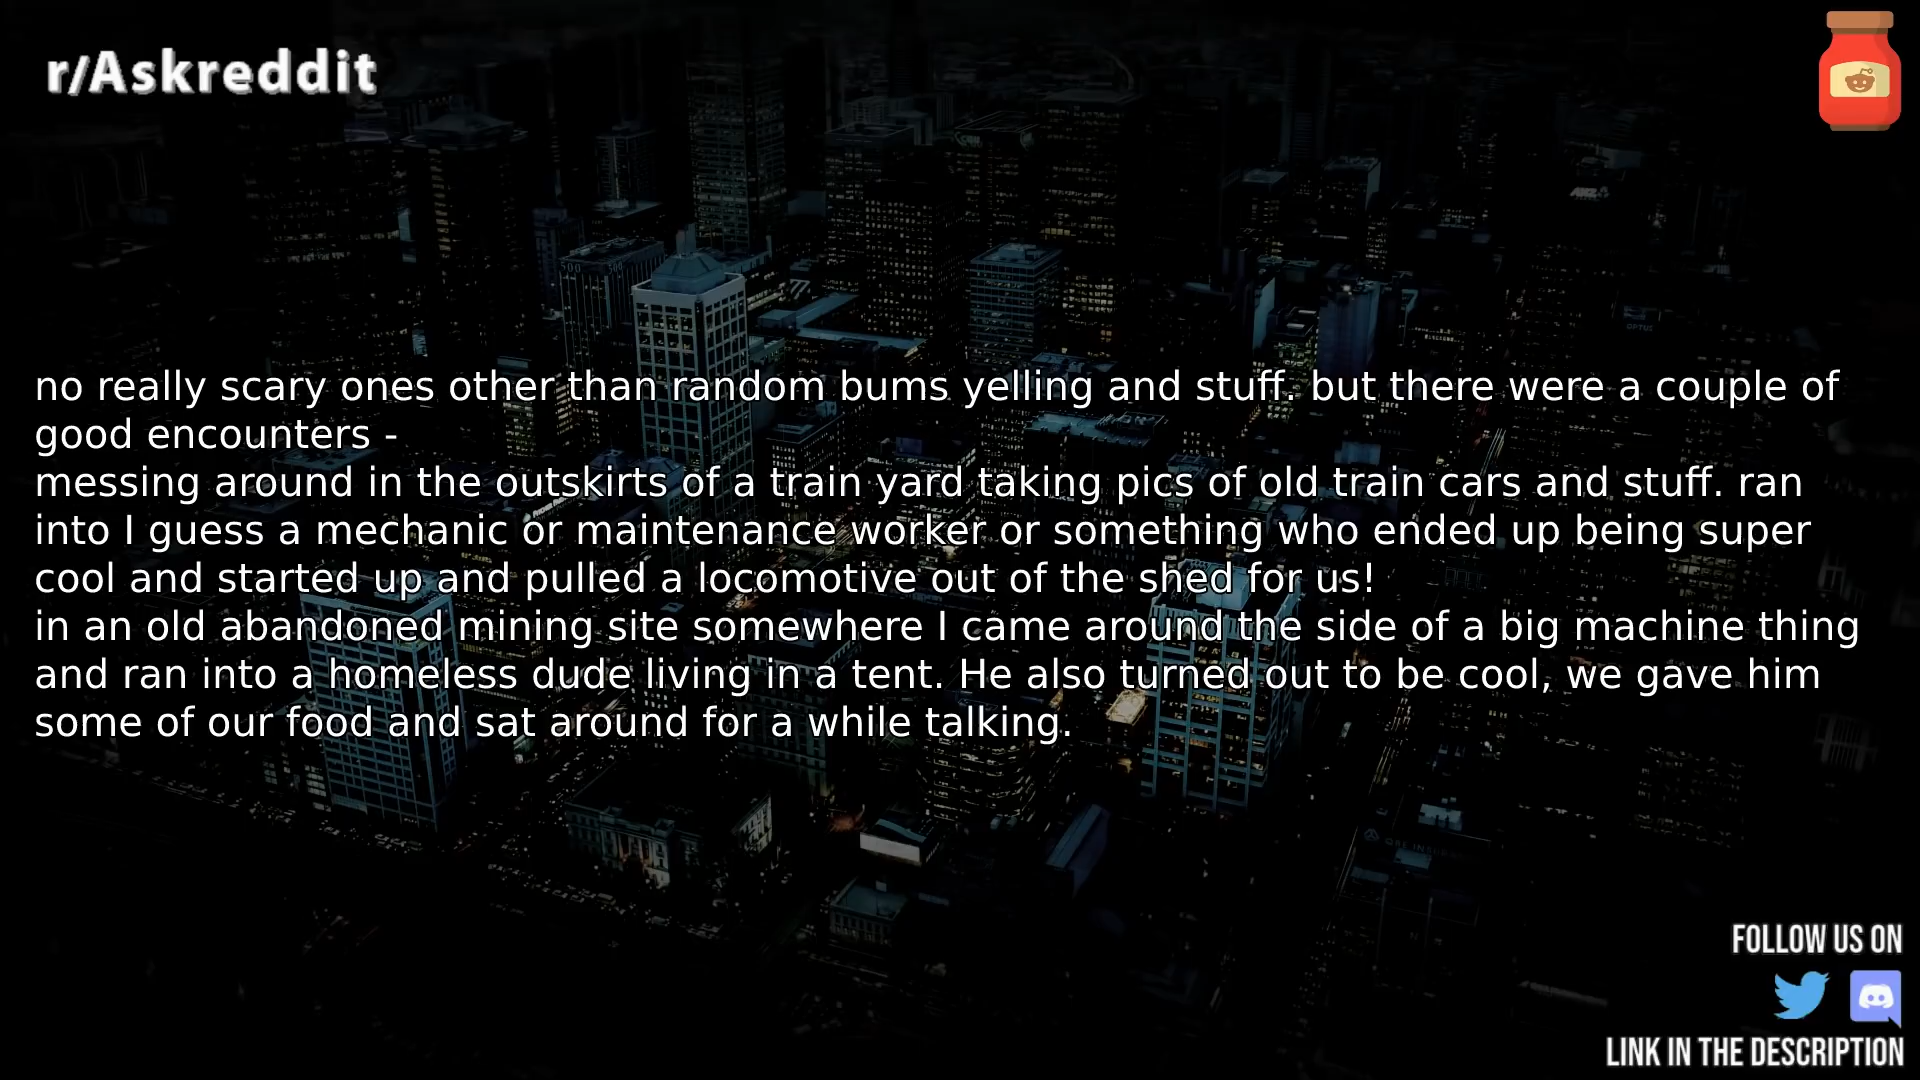 r/Askreddit
no really scary ones other than random bums yelling and stuff. but there were a couple of
good encounters -
messing around in the outskirts of a train yard taking pics of old train cars and stuff. ran
into I guess a mechanic or maintenance worker or something who ended up being super
cool and started up and pulled a locomotive out of the shed for us!
in an old abandoned mining site somewhere I came around the side of a big machine thing
and ran into a homeless dude living in a tent. He also turned out to be cool, we gave him
some of our food and sat around for a while talking.
FOLLOW US ON
LINK IN THE DESCRIPTION